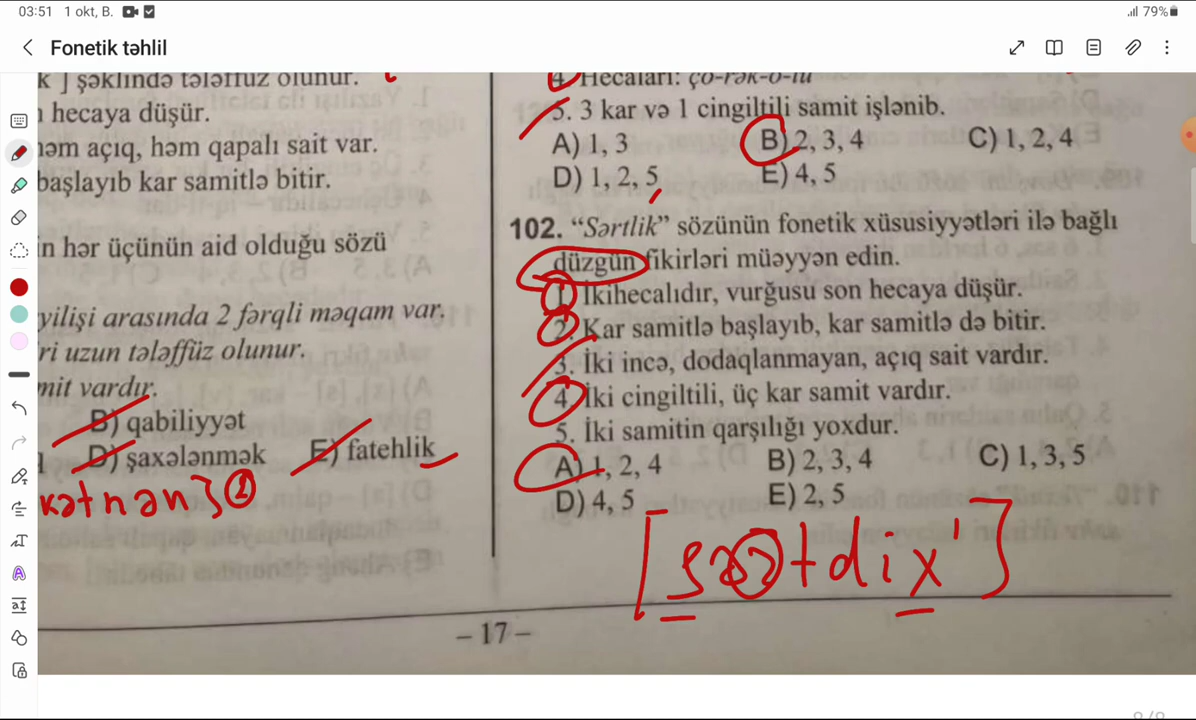 03:51 1 okt, B. 79%
Fonetik təhlil
k ] şəklində tələffüz olunur.
hecaya düşür.
həm açıq, həm qapalı sait var.
başlayıb kar samitlə bitir.
in hər üçünün aid olduğu sözü
yilişi arasında 2 fərqli məqam var.
ri uzun tələffüz olunur.
mit vardır.
B) qabiliyyət
D) şaxələnmək E) fatehlik
4. Hecaları: çö-rək-ö-tü
5. 3 kar və 1 cingiltili samit işlənib.
A) 1, 3 B) 2, 3, 4 C) 1, 2, 4
D) 1, 2, 5 E) 4, 5
102. “Sərtlik” sözünün fonetik xüsusiyyətləri ilə bağlı
düzgün fikirləri müəyyən edin.
1. İkihecalıdır, vurğusu son hecaya düşür.
2. Kar samitlə başlayıb, kar samitlə də bitir.
3. İki incə, dodaqlanmayan, açıq sait vardır.
4. İki cingiltili, üç kar samit vardır.
5. İki samitin qarşılığı yoxdur.
A) 1, 2, 4 B) 2, 3, 4 C) 1, 3, 5
D) 4, 5 E) 2, 5
– 17 –